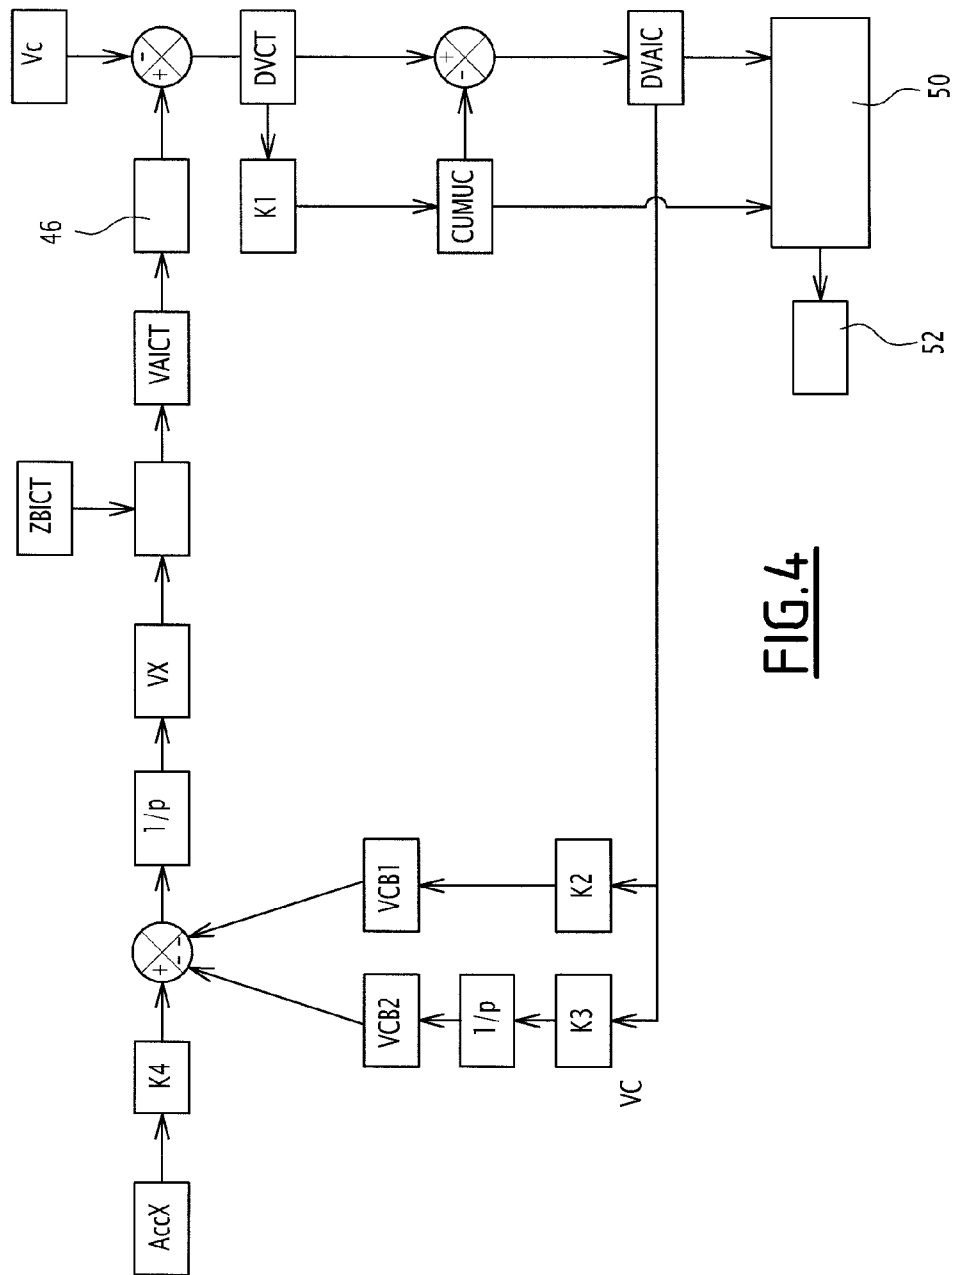 AccX
K4
+
-
-
1/p
VX
ZBICT
VAICT
46
Vc
+
-
DVCT
K1
CUMUC
+
-
DVAIC
50
52
VCB1
K2
VCB2
1/p
K3
VC
FIG.4